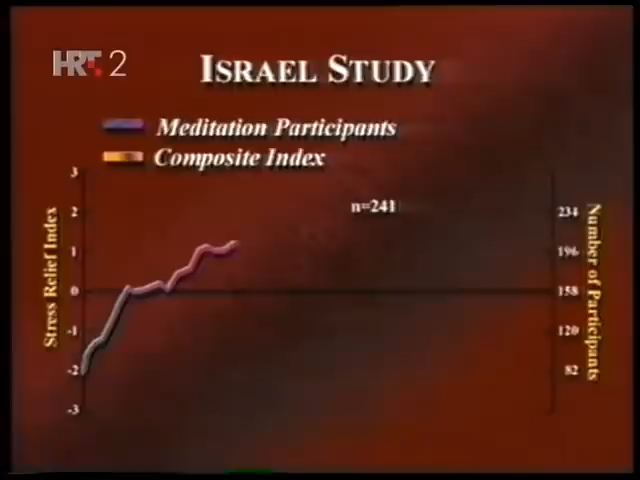 HRT 2
ISRAEL STUDY
Meditation Participants
Composite Index
n=241
Stress Relief Index
3
2
1
0
-1
-2
-3
234
196
158
120
82
Number of Participants